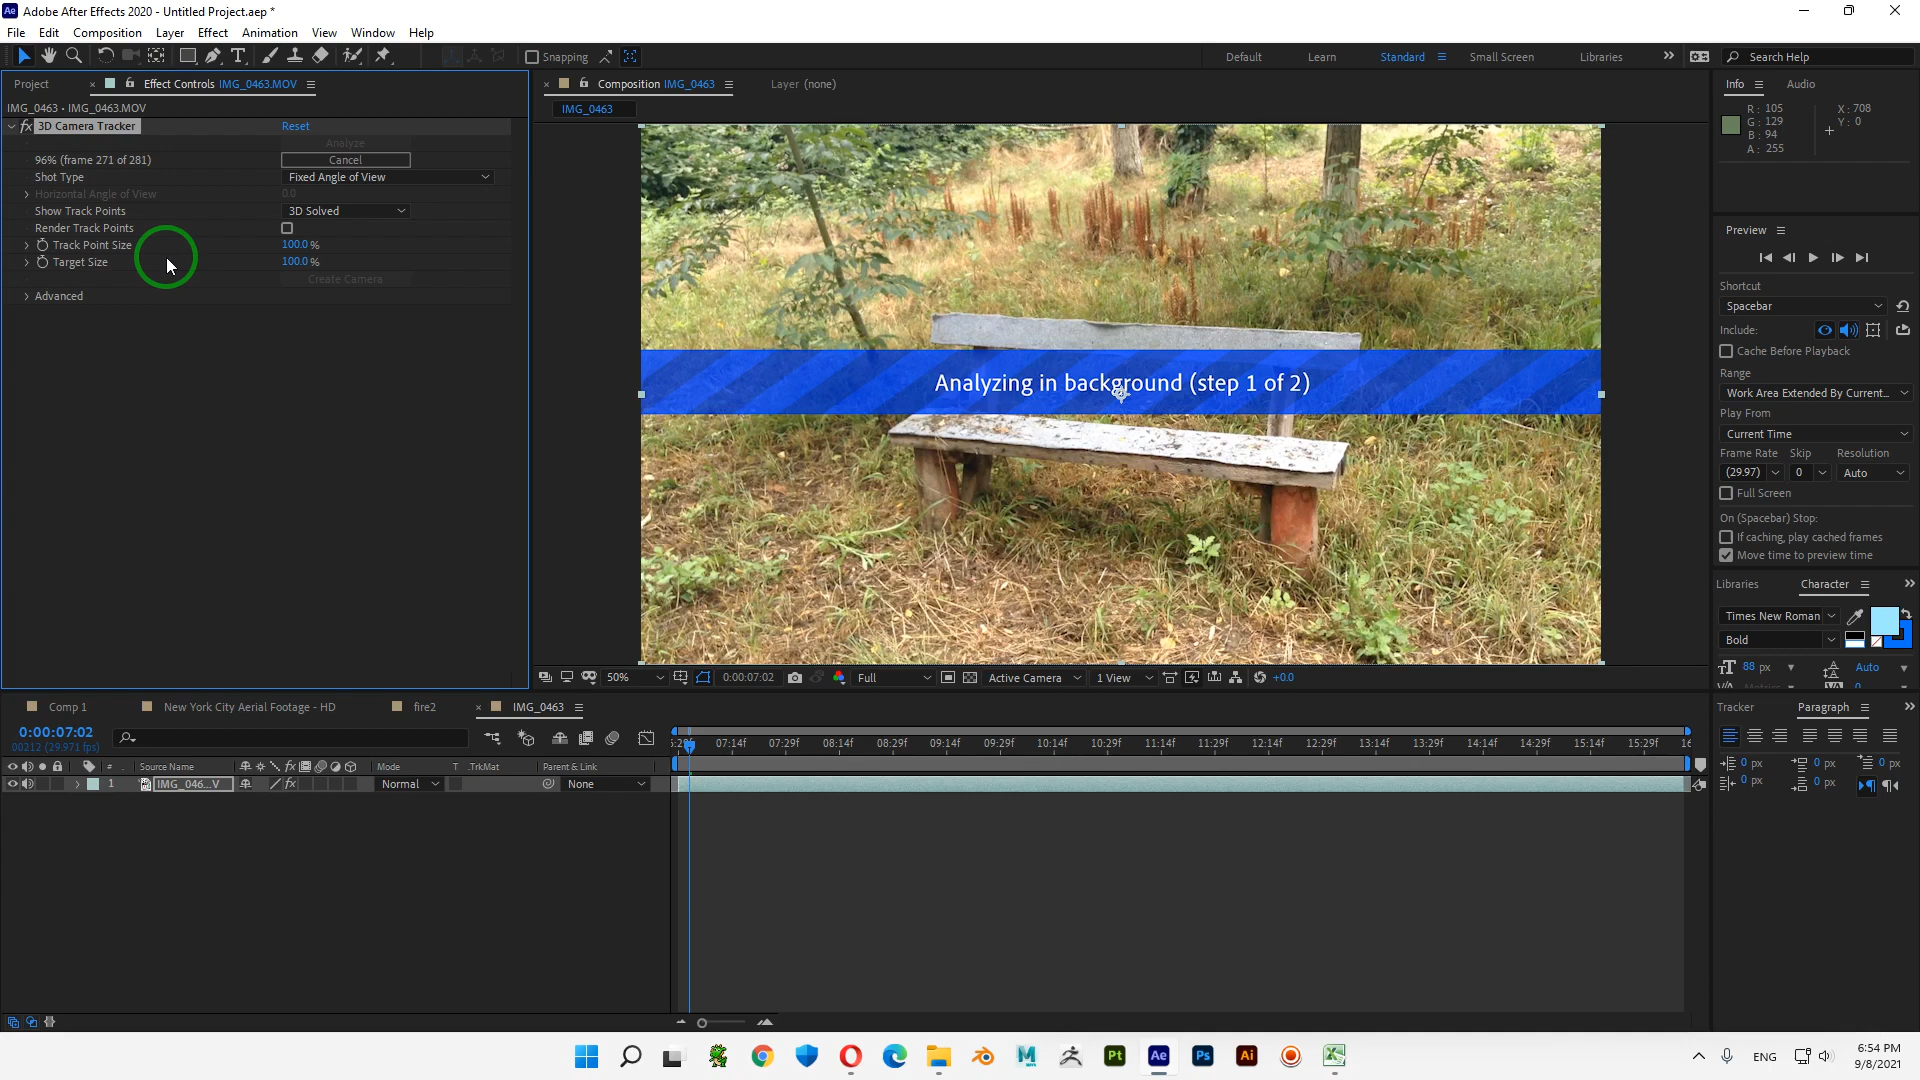 Adobe After Effects 2020 - Untitled Project.aep *
File Edit Composition Layer Effect Animation View Window Help
Snapping
Default Learn Standard Small Screen Libraries Search Help
Project Effect Controls IMG_0463.MOV
IMG_0463 • IMG_0463.MOV
3D Camera Tracker Reset
Analyze
96% (frame 271 of 281) Cancel
Shot Type Fixed Angle of View
Horizontal Angle of View 0.0
Show Track Points 3D Solved
Render Track Points
Track Point Size 100.0 %
Target Size 100.0 %
Create Camera
Advanced
Composition IMG_0463 Layer (none)
IMG_0463
Analyzing in background (step 1 of 2)
50% 0:00:07:02 Full Active Camera 1 View +0.0
Info Audio
R: 105 X: 708
G: 129 Y: 0
B: 94
A: 255
Preview
Shortcut
Spacebar
Include:
Cache Before Playback
Range
Work Area Extended By Current...
Play From
Current Time
Frame Rate Skip Resolution
(29.97) 0 Auto
Full Screen
On (Spacebar) Stop:
If caching, play cached frames
Move time to preview time
Libraries Character
Times New Roman
Bold
88 px Auto
Tracker Paragraph
0 px 0 px 0 px
0 px 0 px
Comp 1 New York City Aerial Footage - HD fire2 IMG_0463
0:00:07:02
00212 (29.971 fps)
# Source Name Mode T .TrkMat Parent & Link
1 IMG_046...V Normal None
07:14f 07:29f 08:14f 08:29f 09:14f 09:29f 10:14f 10:29f 11:14f 11:29f 12:14f 12:29f 13:14f 13:29f 14:14f 14:29f 15:14f 15:29f 16
ENG 6:54 PM
9/8/2021